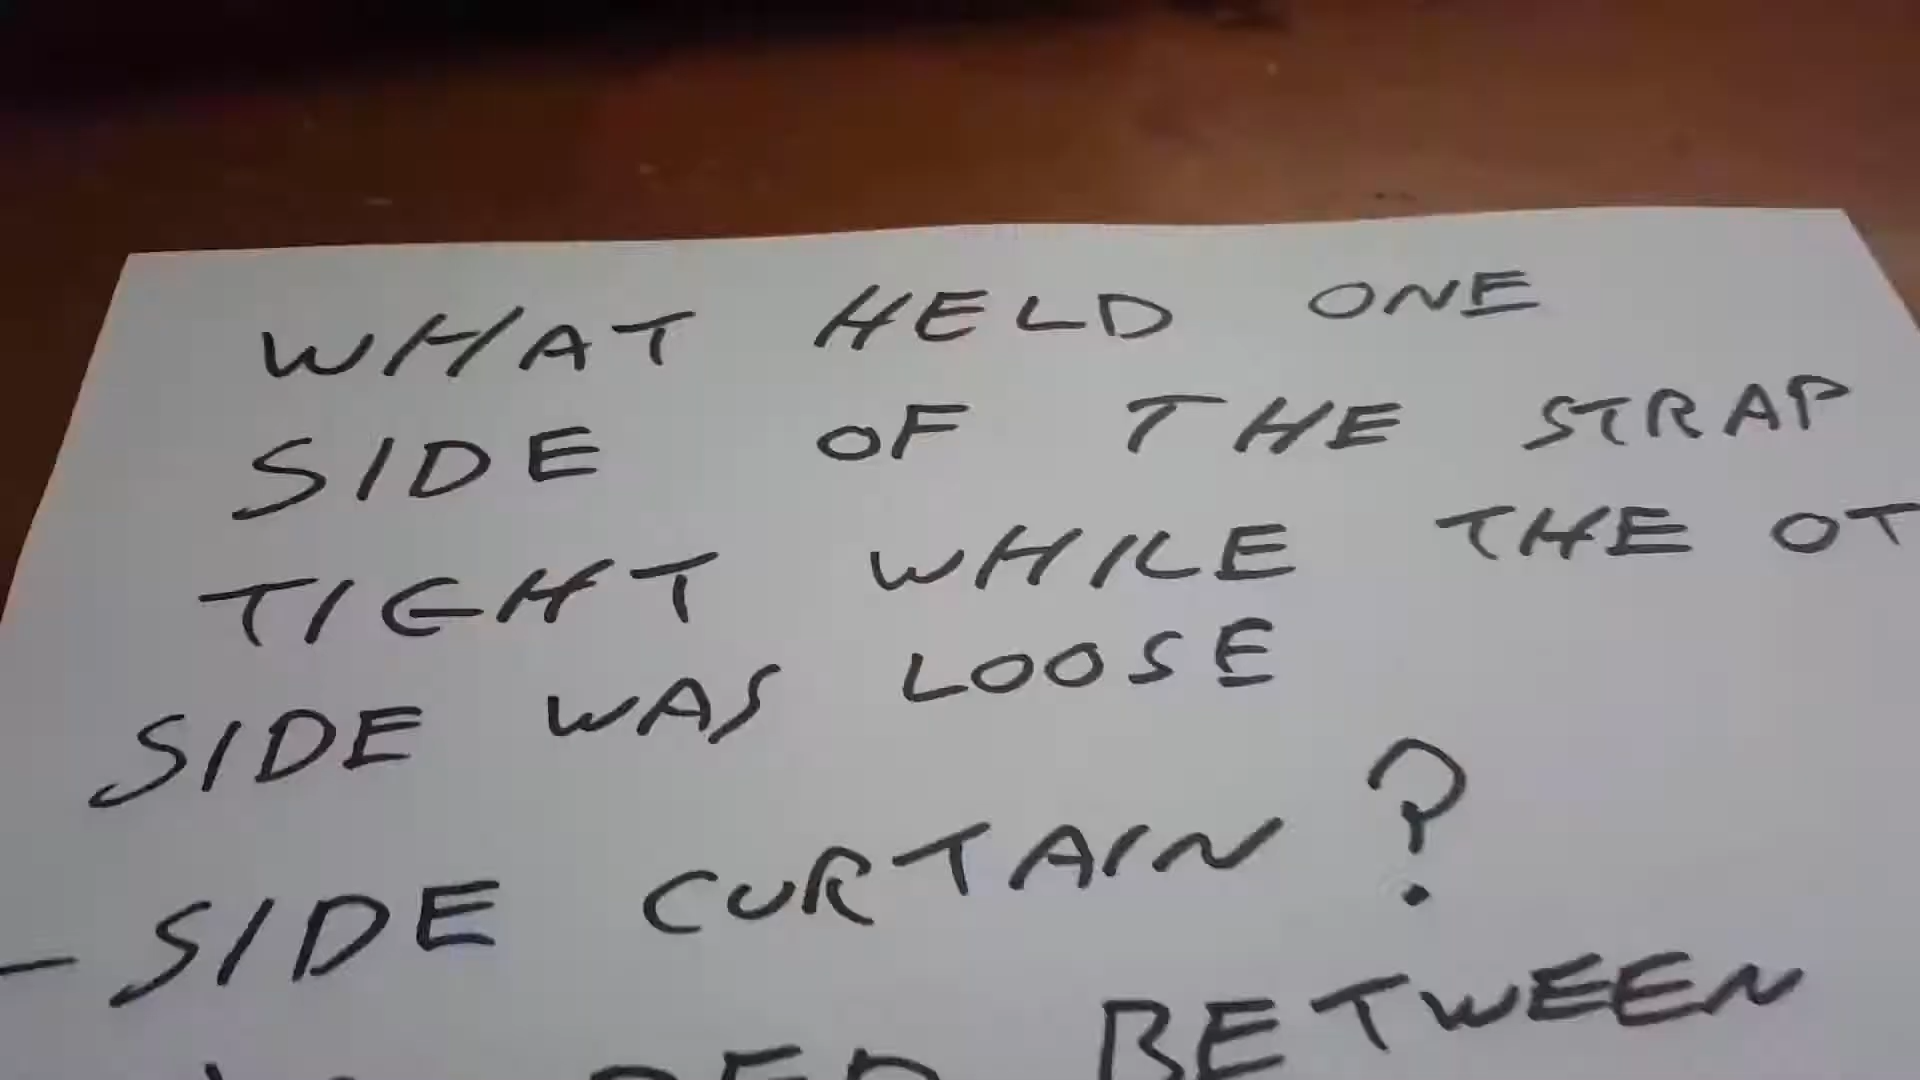 WHAT HELD ONE
SIDE OF THE STRAP
TIGHT WHILE THE OT
SIDE WAS LOOSE
- SIDE CURTAIN ?
BETWEEN